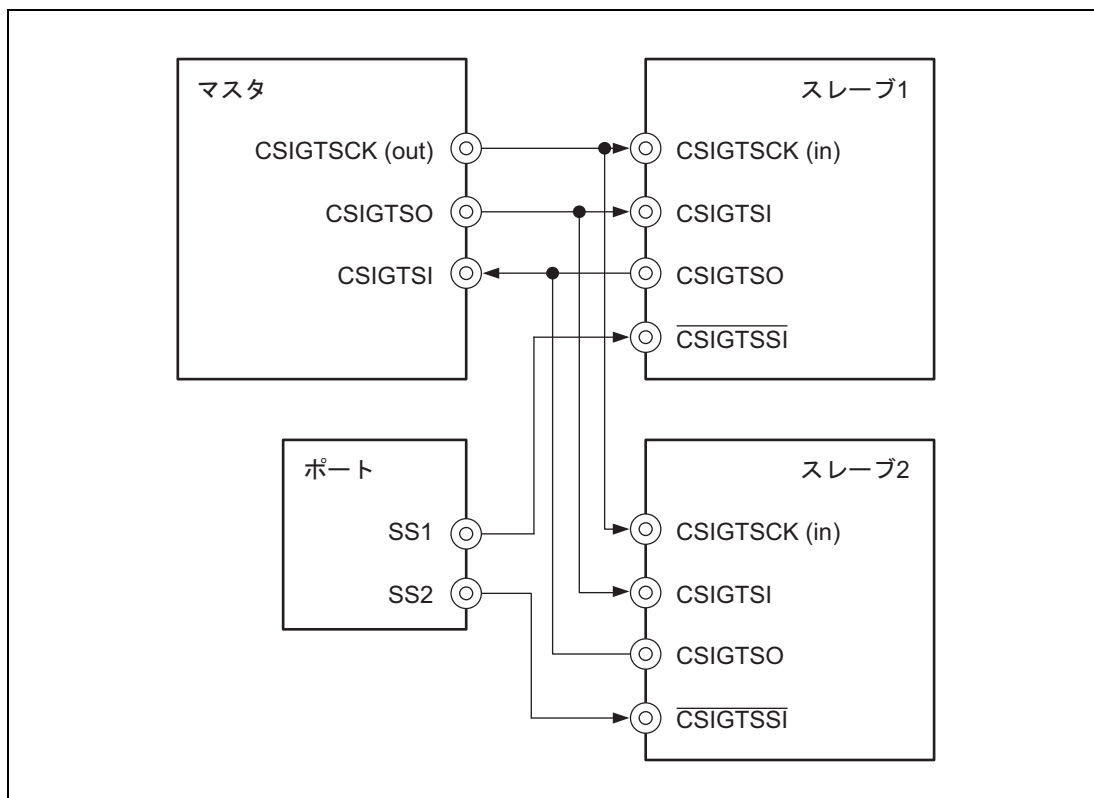 マスタ
CSIGTSCK (out)
CSIGTSO
CSIGTSI
スレーブ1
CSIGTSCK (in)
CSIGTSI
CSIGTSO
CSIGTSSI
ポート
SS1
SS2
スレーブ2
CSIGTSCK (in)
CSIGTSI
CSIGTSO
CSIGTSSI